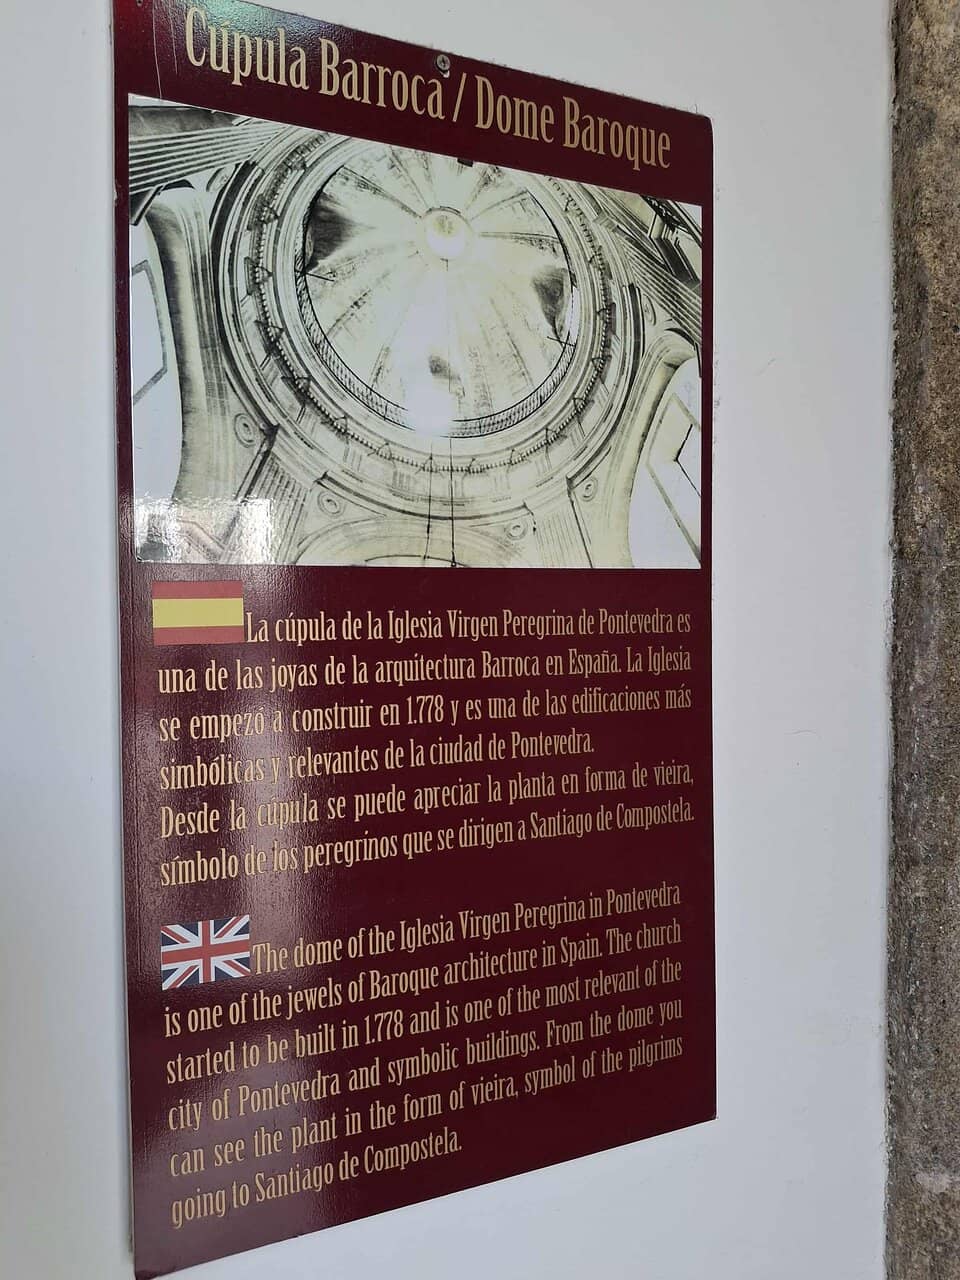 Cúpula Barroca / Dome Baroque
La cúpula de la Iglesia Virgen Peregrina de Pontevedra es
una de las joyas de la arquitectura Barroca en España. La Iglesia
se empezó a construir en 1.778 y es una de las edificaciones más
simbólicas y relevantes de la ciudad de Pontevedra.
Desde la cúpula se puede apreciar la planta en forma de vieira,
símbolo de los peregrinos que se dirigen a Santiago de Compostela.
The dome of the Iglesia Virgen Peregrina in Pontevedra
is one of the jewels of Baroque architecture in Spain. The church
started to be built in 1.778 and is one of the most relevant of the
city of Pontevedra and symbolic buildings. From the dome you
can see the plant in the form of vieira, symbol of the pilgrims
going to Santiago de Compostela.